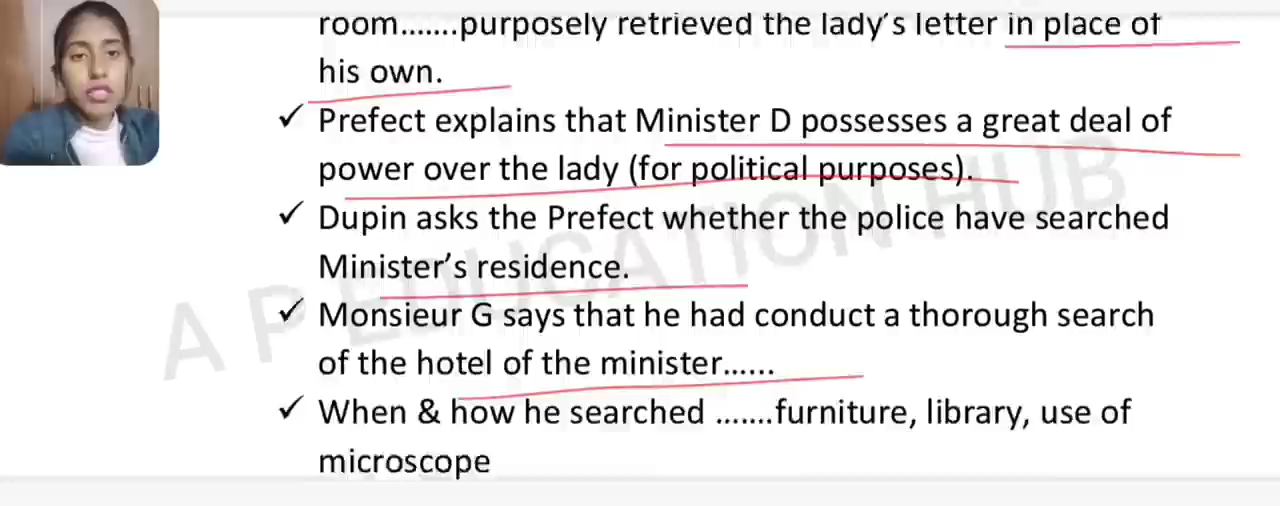 room.......purposely retrieved the lady's letter in place of
his own.
✓ Prefect explains that Minister D possesses a great deal of
power over the lady (for political purposes).
✓ Dupin asks the Prefect whether the police have searched
Minister's residence.
✓ Monsieur G says that he had conduct a thorough search
of the hotel of the minister......
✓ When & how he searched .......furniture, library, use of
microscope
A P EDUCATION HUB